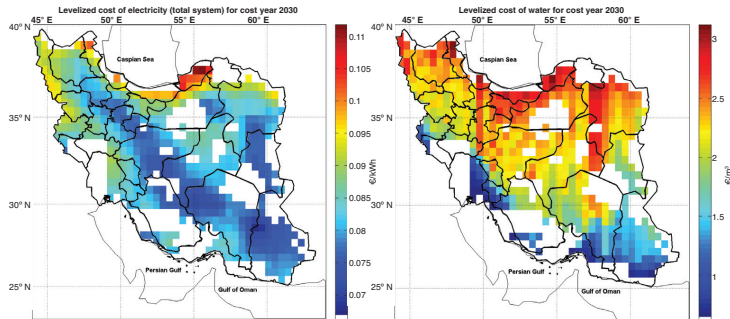 Levelized cost of electricity (total system) for cost year 2030
45° E 50° E 55° E 60° E
40° N
35° N
30° N
25° N
Caspian Sea
Persian Gulf
Gulf of Oman
0.11
0.105
0.1
0.095
0.09
0.085
0.08
0.075
0.07
€/kWh
Levelized cost of water for cost year 2030
45° E 50° E 55° E 60° E
40° N
35° N
30° N
25° N
Caspian Sea
Persian Gulf
Gulf of Oman
3
2.5
2
1.5
1
€/m³